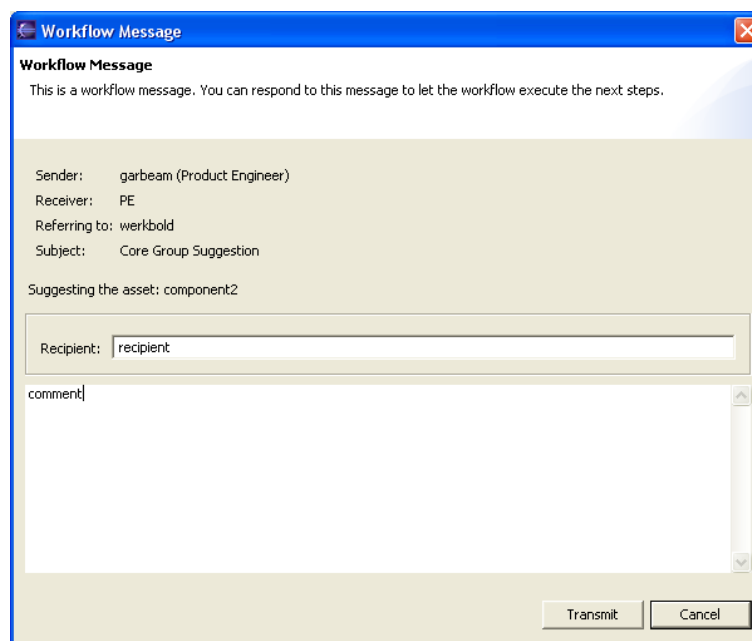 Workflow Message
Workflow Message
This is a workflow message. You can respond to this message to let the workflow execute the next steps.
Sender: garbeam (Product Engineer)
Receiver: PE
Referring to: werkbold
Subject: Core Group Suggestion
Suggesting the asset: component2
Recipient: recipient
comment
Transmit Cancel